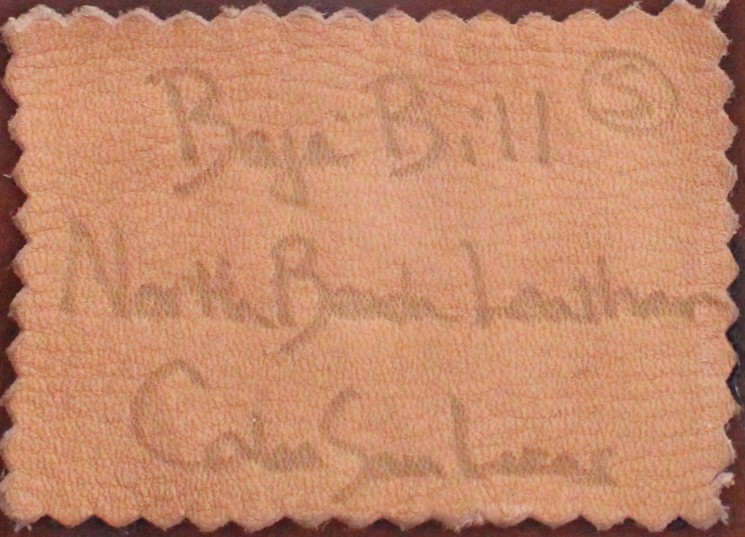 Baja Bill Ⓢ
North Beach Leather
Cabo San Lucas